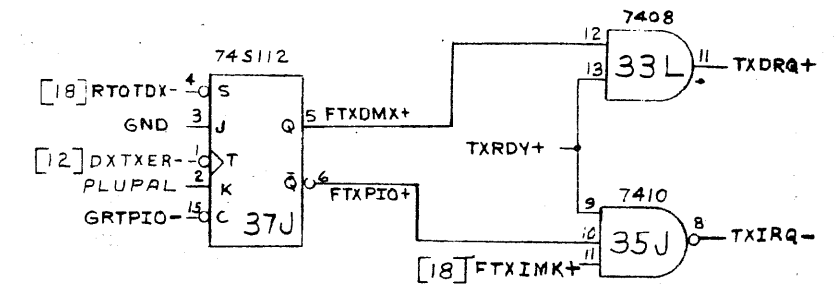 7408
74S112
12
11
TXDRQ+
33L
13
[18] RTOTDX-
4
S
GND
3
J
Q
5
FTXDMX+
TXRDY+
[12] DXTXER-
1
T
PLUPAL
2
K
Q̄
6
FTXPIO+
7410
GRTPIO-
15
C
37J
9
8
TXIRQ-
10
35J
[18] FTXIMK+
11